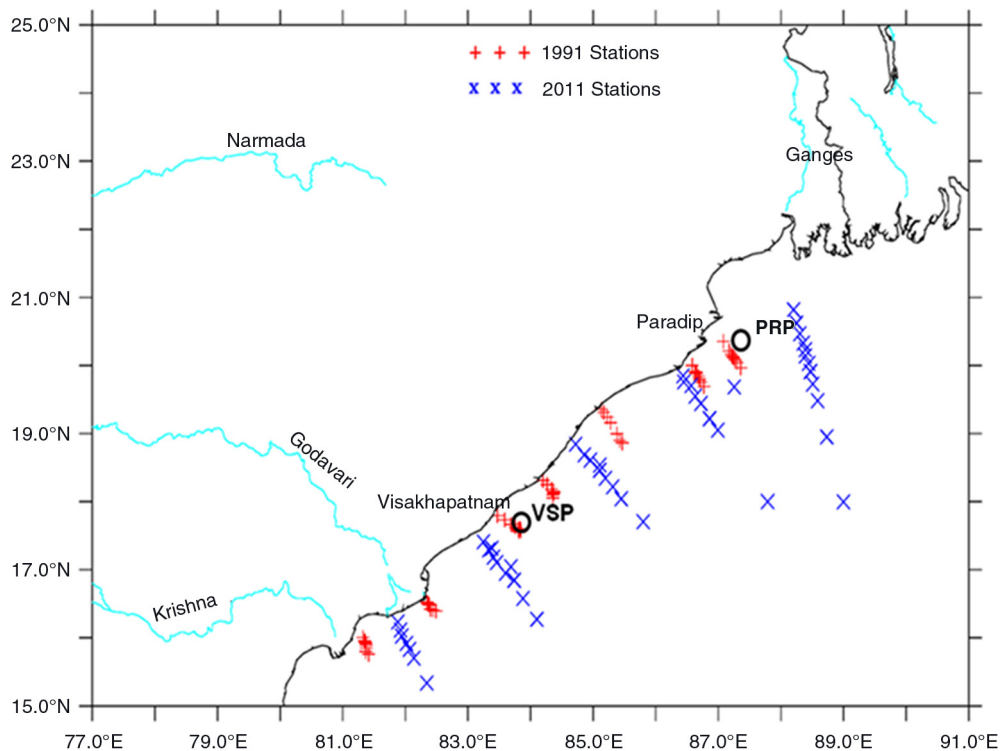 25.0°N
+ + + 1991 Stations
x x x 2011 Stations
Narmada
23.0°N
Ganges
21.0°N
Paradip
PRP
19.0°N
Godavari
Visakhapatnam
VSP
17.0°N
Krishna
15.0°N
77.0°E 79.0°E 81.0°E 83.0°E 85.0°E 87.0°E 89.0°E 91.0°E